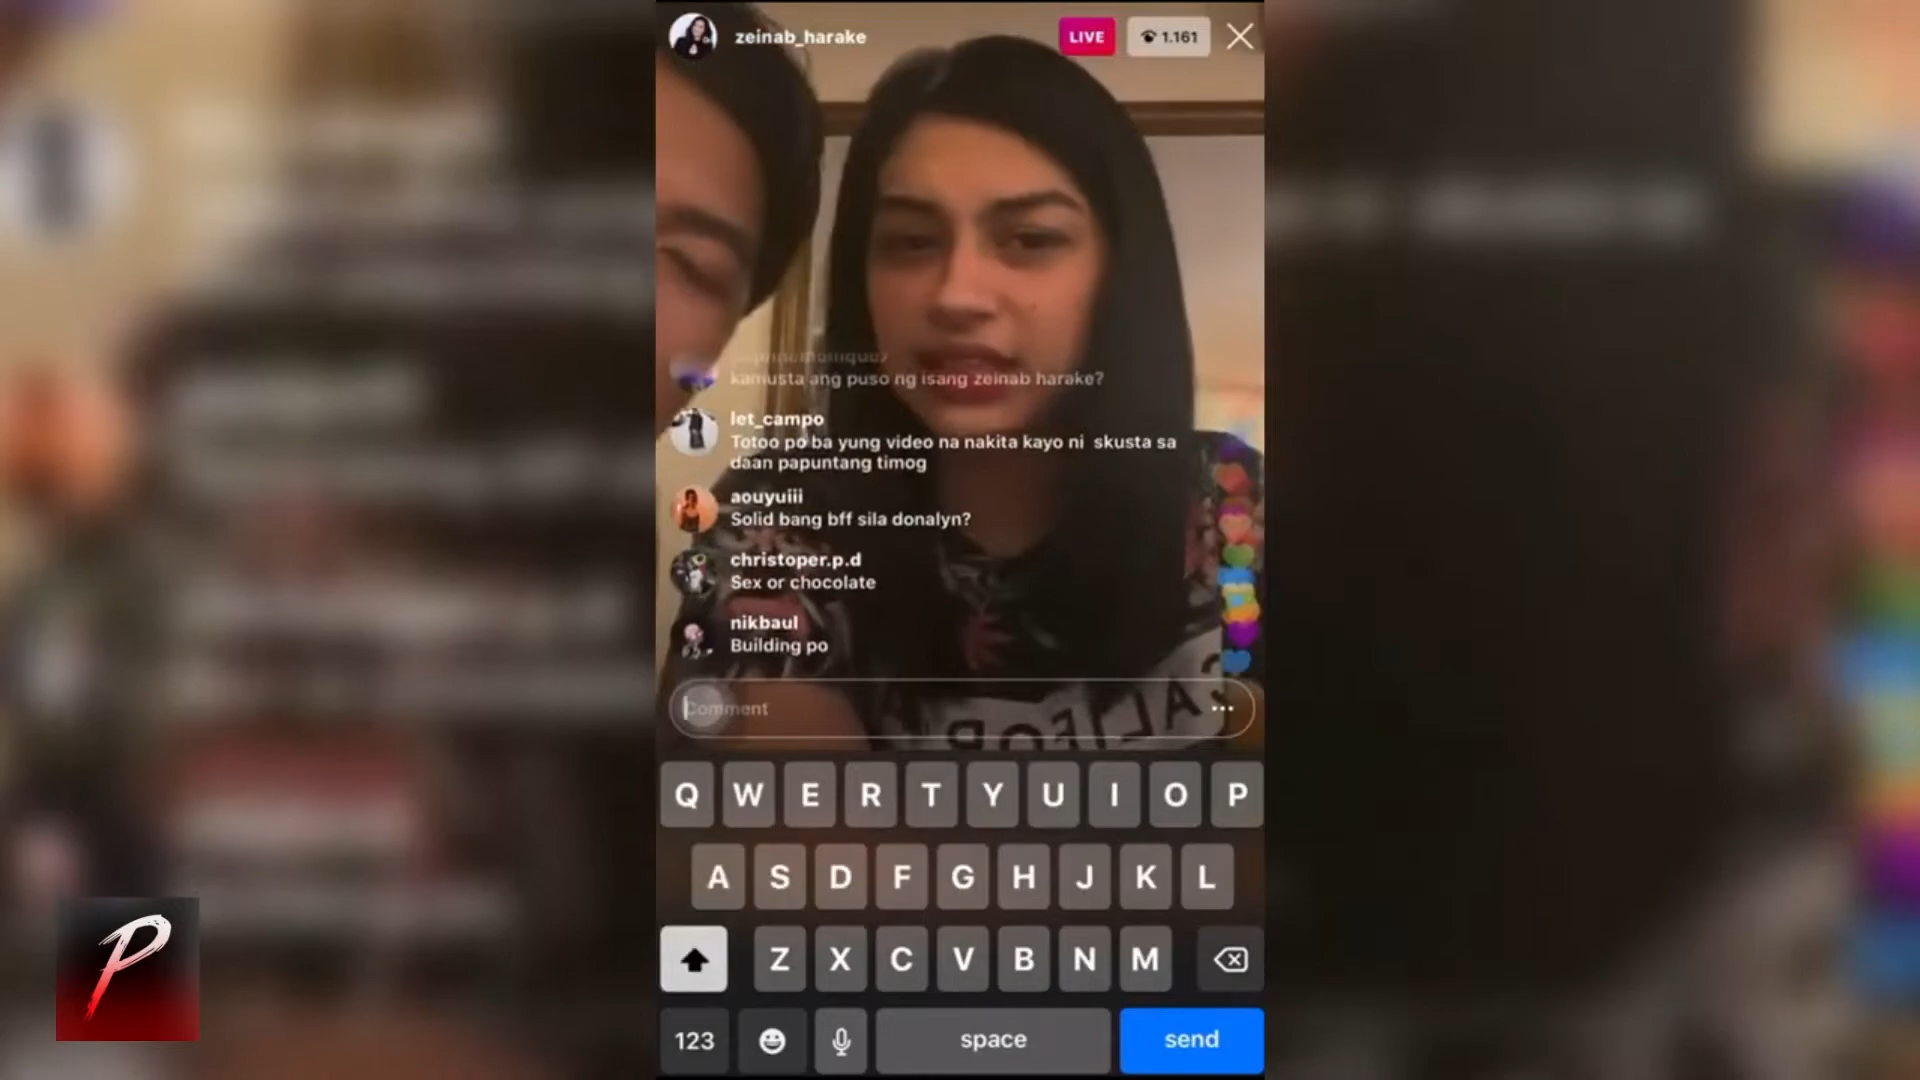 zeinab_harake
LIVE
1.161
kamusta ang puso ng isang zeinab harake?
let_campo
Totoo po ba yung video na nakita kayo ni skusta sa
daan papuntang timog
aouyuiii
Solid bang bff sila donalyn?
christoper.p.d
Sex or chocolate
nikbaul
Building po
Comment
CALIFOR
Q W E R T Y U I O P
A S D F G H J K L
Z X C V B N M
123
space
send
P